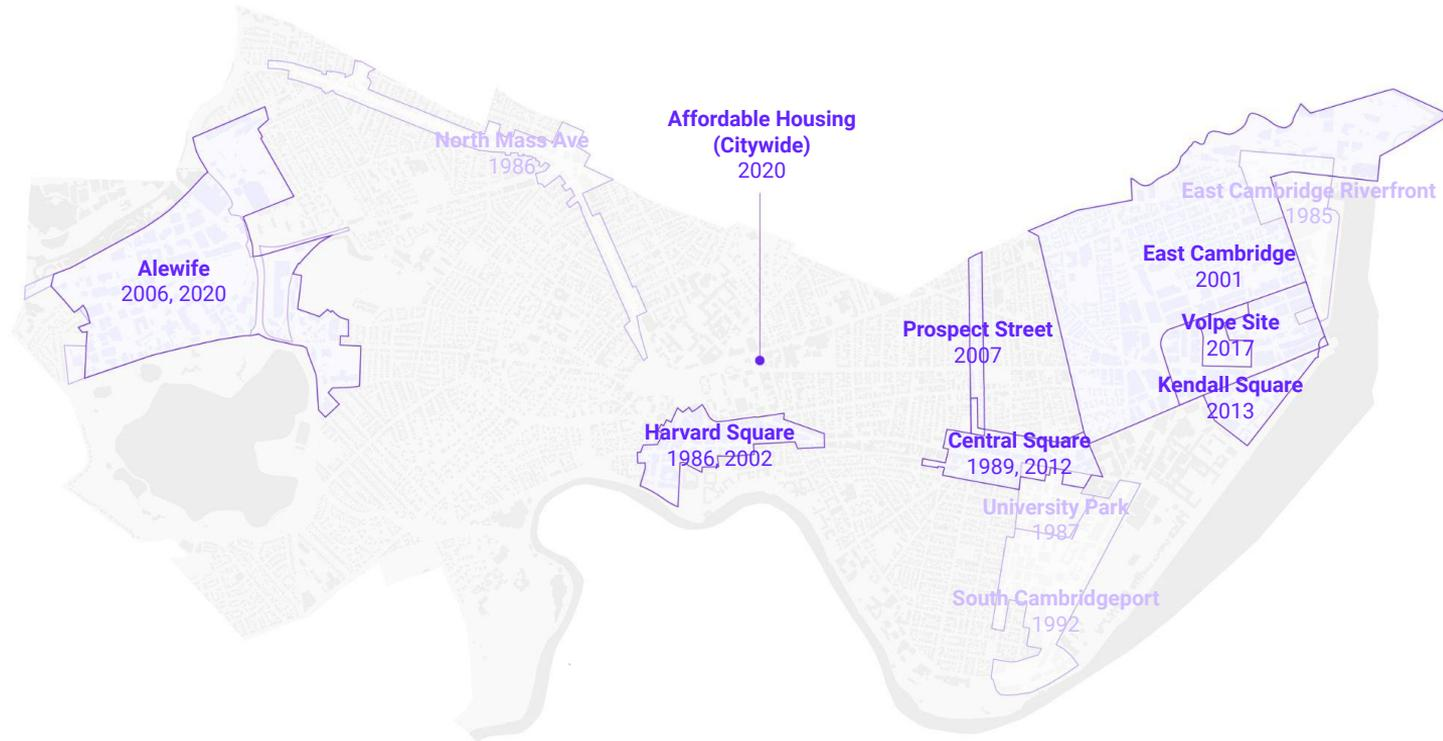 Affordable Housing
(Citywide)
2020
North Mass Ave
1986
East Cambridge Riverfront
1985
East Cambridge
2001
Alewife
2006, 2020
Volpe Site
2017
Prospect Street
2007
Kendall Square
2013
Harvard Square
1986, 2002
Central Square
1989, 2012
University Park
1987
South Cambridgeport
1992